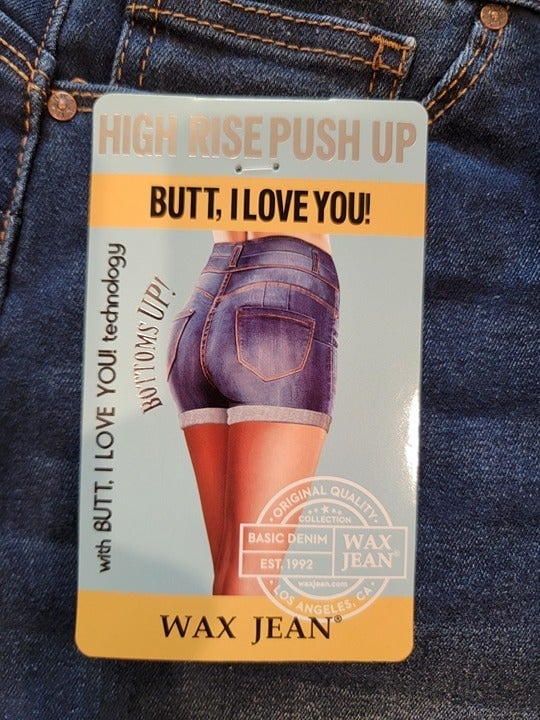 HIGH RISE PUSH UP
BUTT, I LOVE YOU!
with BUTT, I LOVE YOU! technology
BOTTOMS UP!
ORIGINAL QUALITY
COLLECTION
BASIC DENIM
EST. 1992
WAX
JEAN®
waxjean.com
LOS ANGELES, CA
WAX JEAN®